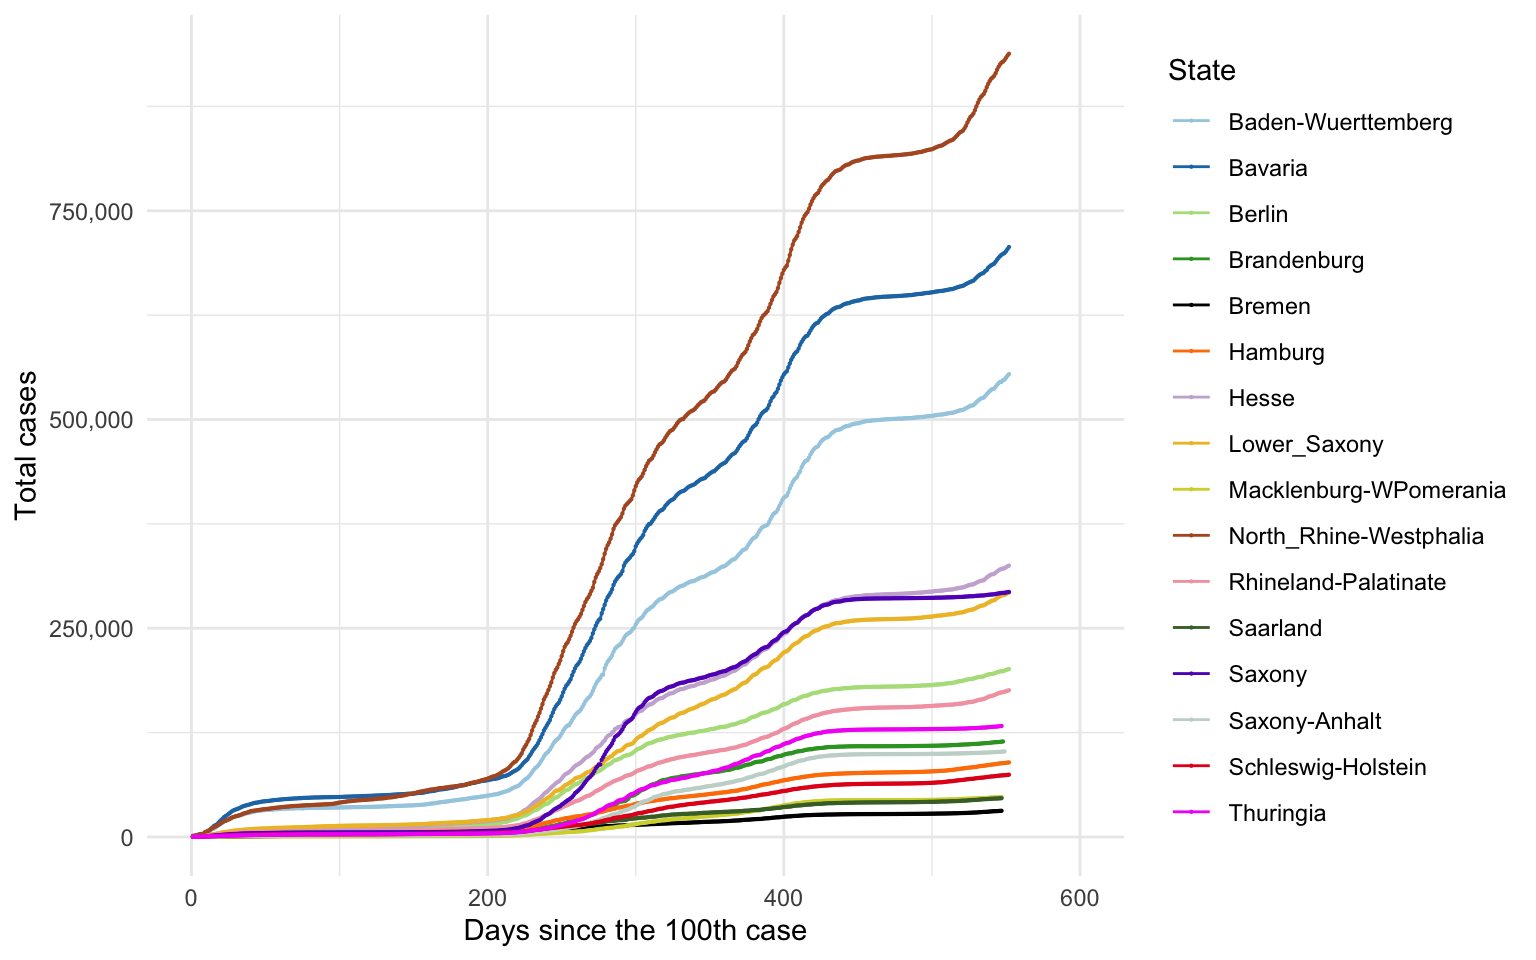 Total cases
750,000
500,000
250,000
0
0
200
400
600
Days since the 100th case
State
Baden-Wuerttemberg
Bavaria
Berlin
Brandenburg
Bremen
Hamburg
Hesse
Lower_Saxony
Macklenburg-WPomerania
North_Rhine-Westphalia
Rhineland-Palatinate
Saarland
Saxony
Saxony-Anhalt
Schleswig-Holstein
Thuringia